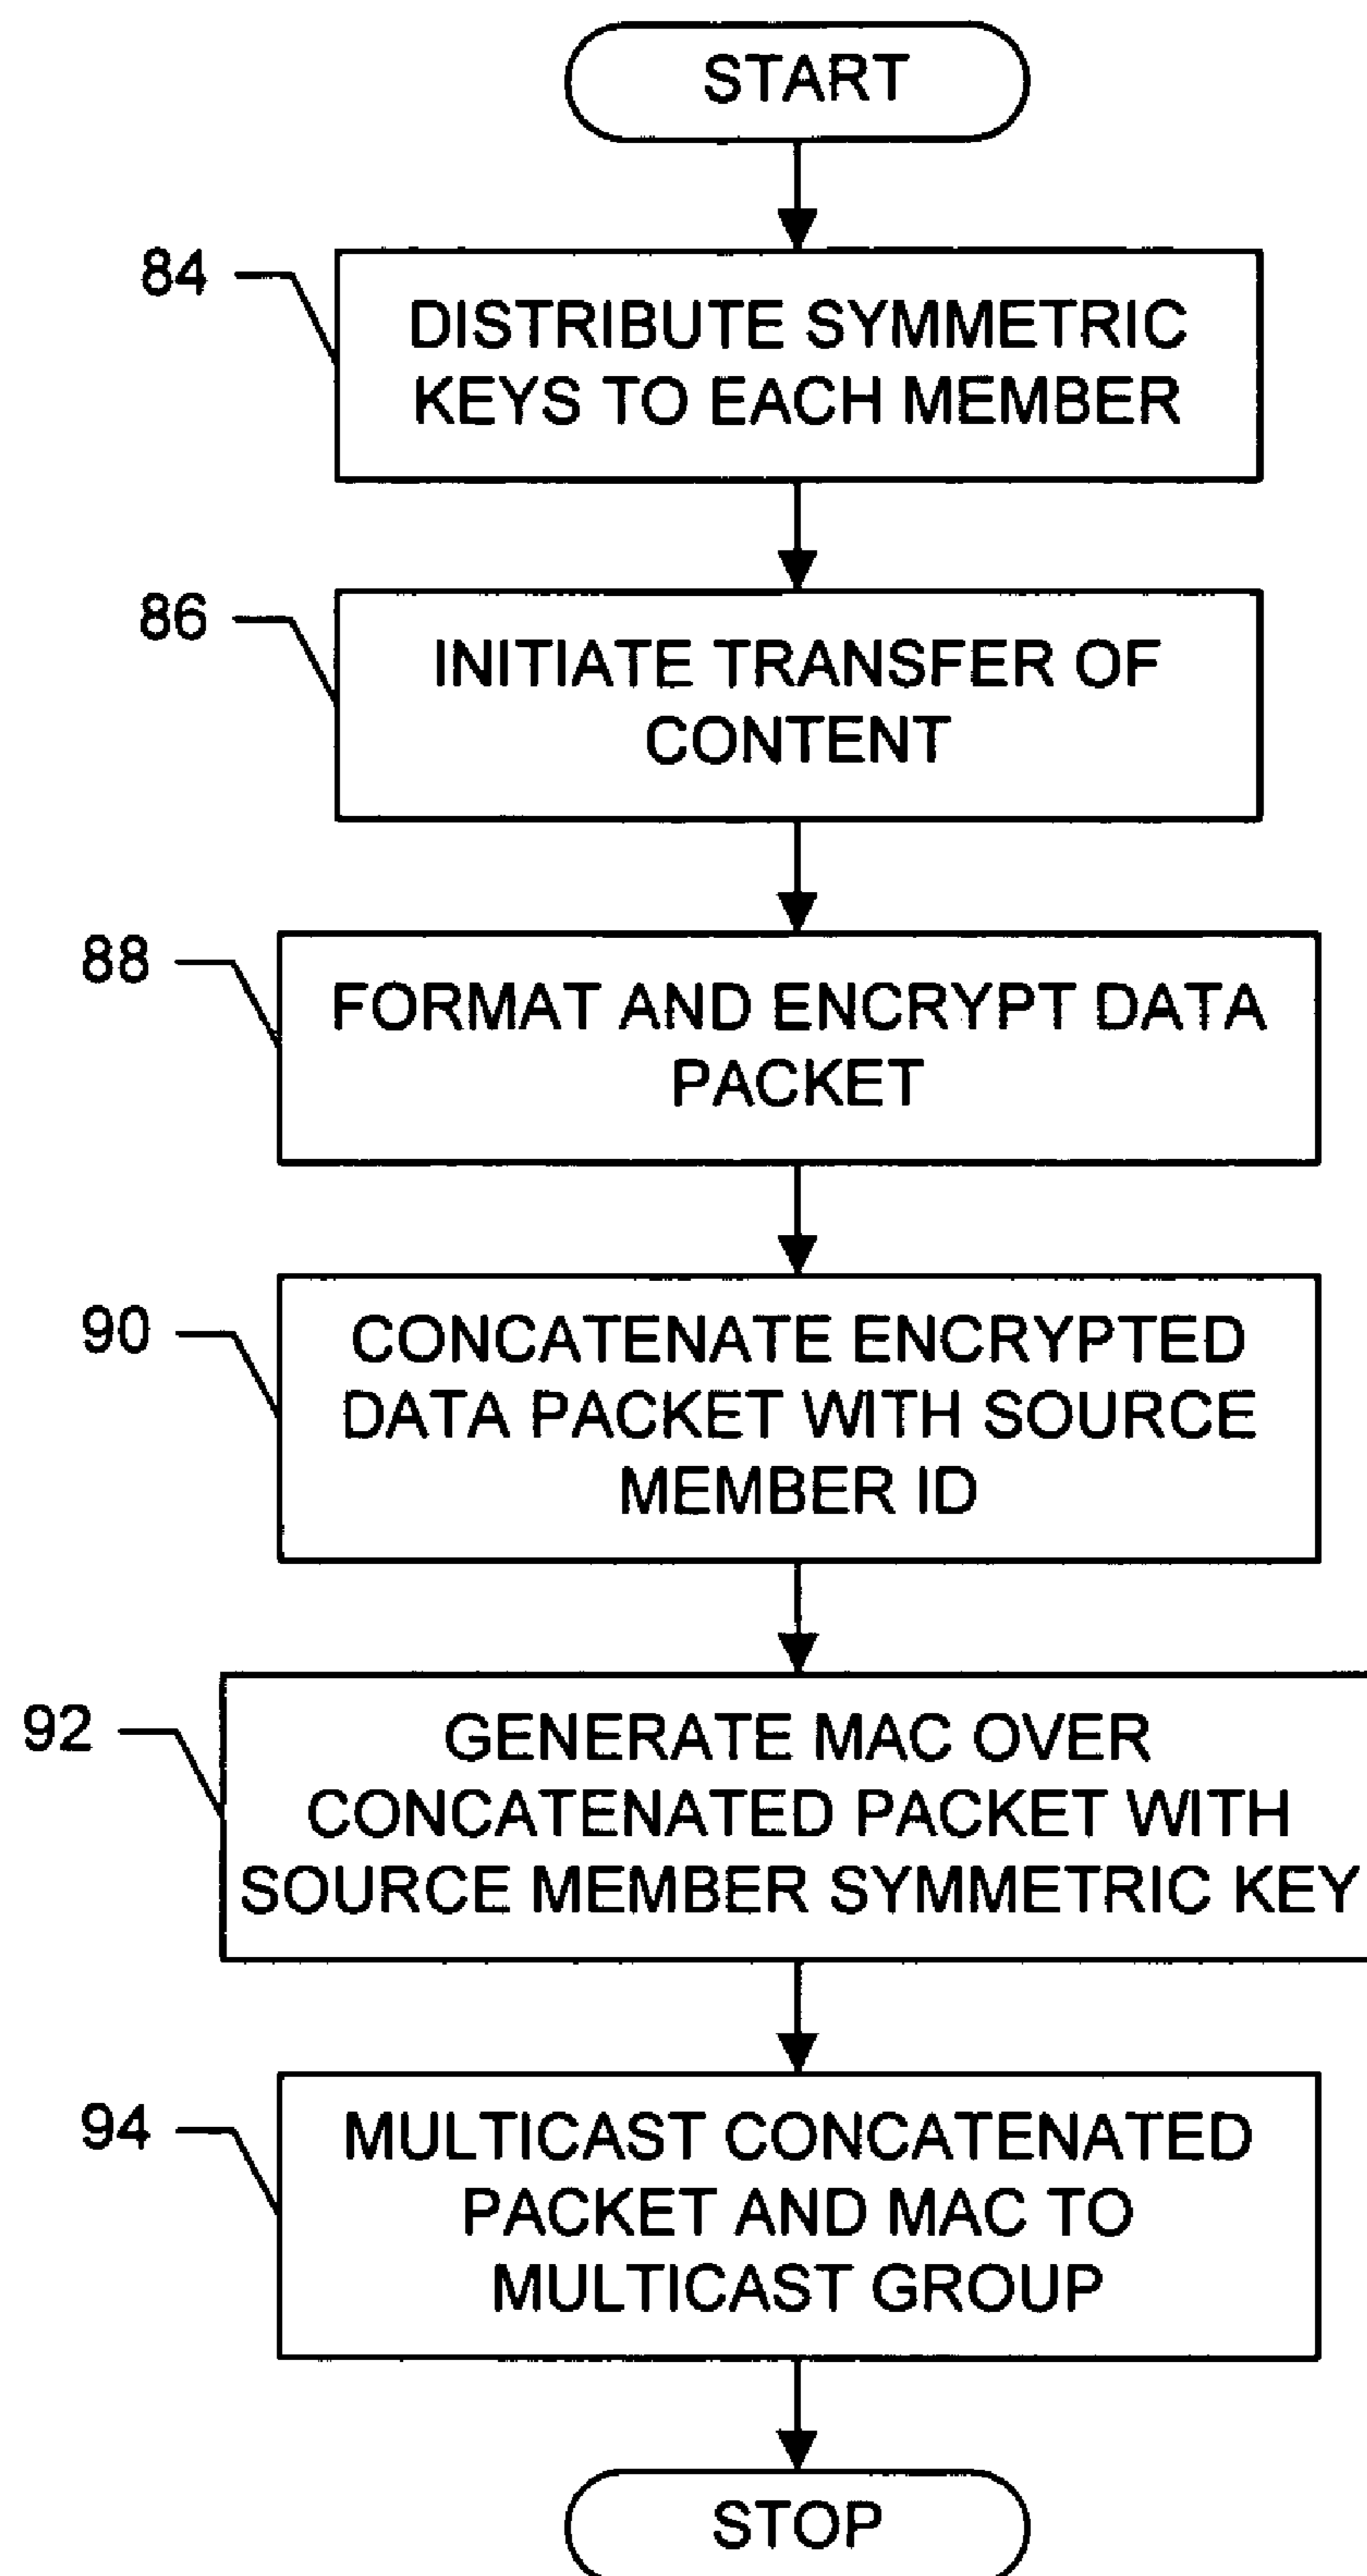 START
84
DISTRIBUTE SYMMETRIC
KEYS TO EACH MEMBER
86
INITIATE TRANSFER OF
CONTENT
88
FORMAT AND ENCRYPT DATA
PACKET
90
CONCATENATE ENCRYPTED
DATA PACKET WITH SOURCE
MEMBER ID
92
GENERATE MAC OVER
CONCATENATED PACKET WITH
SOURCE MEMBER SYMMETRIC KEY
94
MULTICAST CONCATENATED
PACKET AND MAC TO
MULTICAST GROUP
STOP